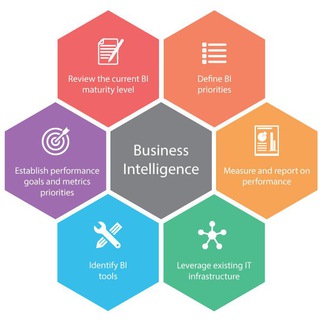 Review the current BI
maturity level
Define BI
priorities
Establish performance
goals and metrics
priorities
Business
Intelligence
Measure and report on
performance
Identify BI
tools
Leverage existing IT
infrastructure